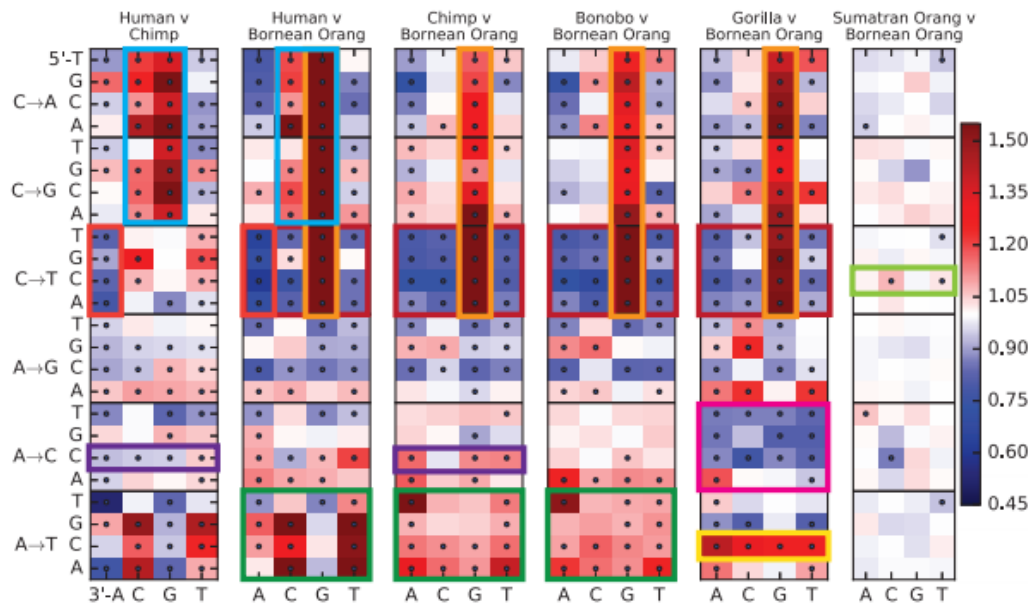 Human v Chimp
Human v Bornean Orang
Chimp v Bornean Orang
Bonobo v Bornean Orang
Gorilla v Bornean Orang
Sumatran Orang v Bornean Orang
5'-T
G
C→A C
A
T
G
C→G C
A
T
G
C→T C
A
T
G
A→G C
A
T
G
A→C C
A
T
G
A→T C
A
3'-A C G T
A C G T
A C G T
A C G T
A C G T
A C G T
1.50
1.35
1.20
1.05
0.90
0.75
0.60
0.45